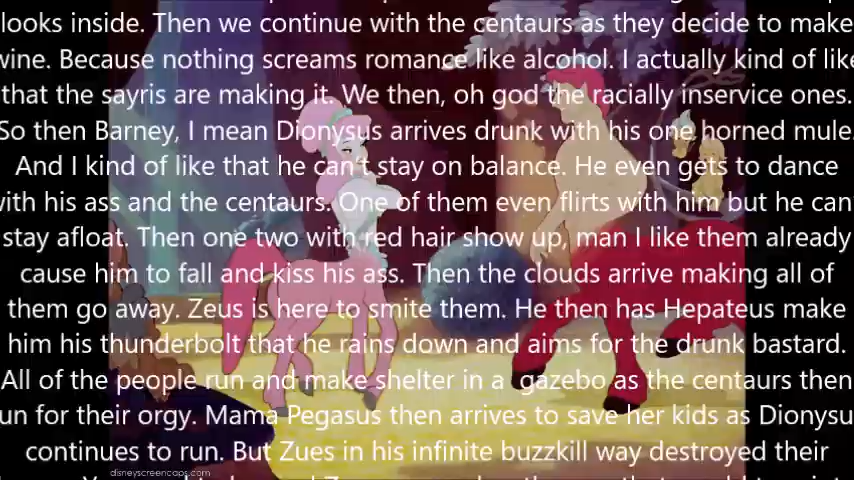 looks inside. Then we continue with the centaurs as they decide to make
wine. Because nothing screams romance like alcohol. I actually kind of like
that the sayris are making it. We then, oh god the racially inservice ones.
So then Barney, I mean Dionysus arrives drunk with his one horned mule.
And I kind of like that he can't stay on balance. He even gets to dance
with his ass and the centaurs. One of them even flirts with him but he can
stay afloat. Then one two with red hair show up, man I like them already
cause him to fall and kiss his ass. Then the clouds arrive making all of
them go away. Zeus is here to smite them. He then has Hepateus make
him his thunderbolt that he rains down and aims for the drunk bastard.
All of the people run and make shelter in a gazebo as the centaurs then
run for their orgy. Mama Pegasus then arrives to save her kids as Dionysu
continues to run. But Zues in his infinite buzzkill way destroyed their
disneyscreencaps.com